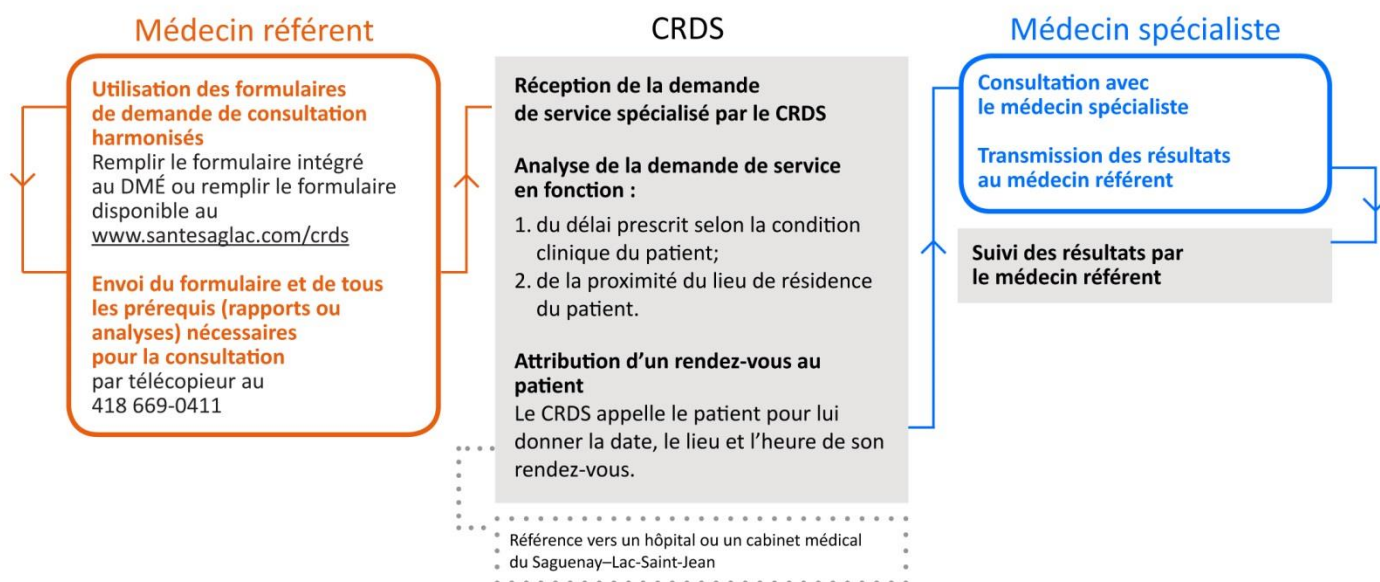 Médecin référent
Utilisation des formulaires
de demande de consultation
harmonisés
Remplir le formulaire intégré
au DMÉ ou remplir le formulaire
disponible au
www.santesaglac.com/crds
Envoi du formulaire et de tous
les prérequis (rapports ou
analyses) nécessaires
pour la consultation
par télécopieur au
418 669-0411
CRDS
Réception de la demande
de service spécialisé par le CRDS
Analyse de la demande de service
en fonction :
1. du délai prescrit selon la condition
clinique du patient;
2. de la proximité du lieu de résidence
du patient.
Attribution d'un rendez-vous au
patient
Le CRDS appelle le patient pour lui
donner la date, le lieu et l'heure de son
rendez-vous.
Référence vers un hôpital ou un cabinet médical
du Saguenay–Lac-Saint-Jean
Médecin spécialiste
Consultation avec
le médecin spécialiste
Transmission des résultats
au médecin référent
Suivi des résultats par
le médecin référent